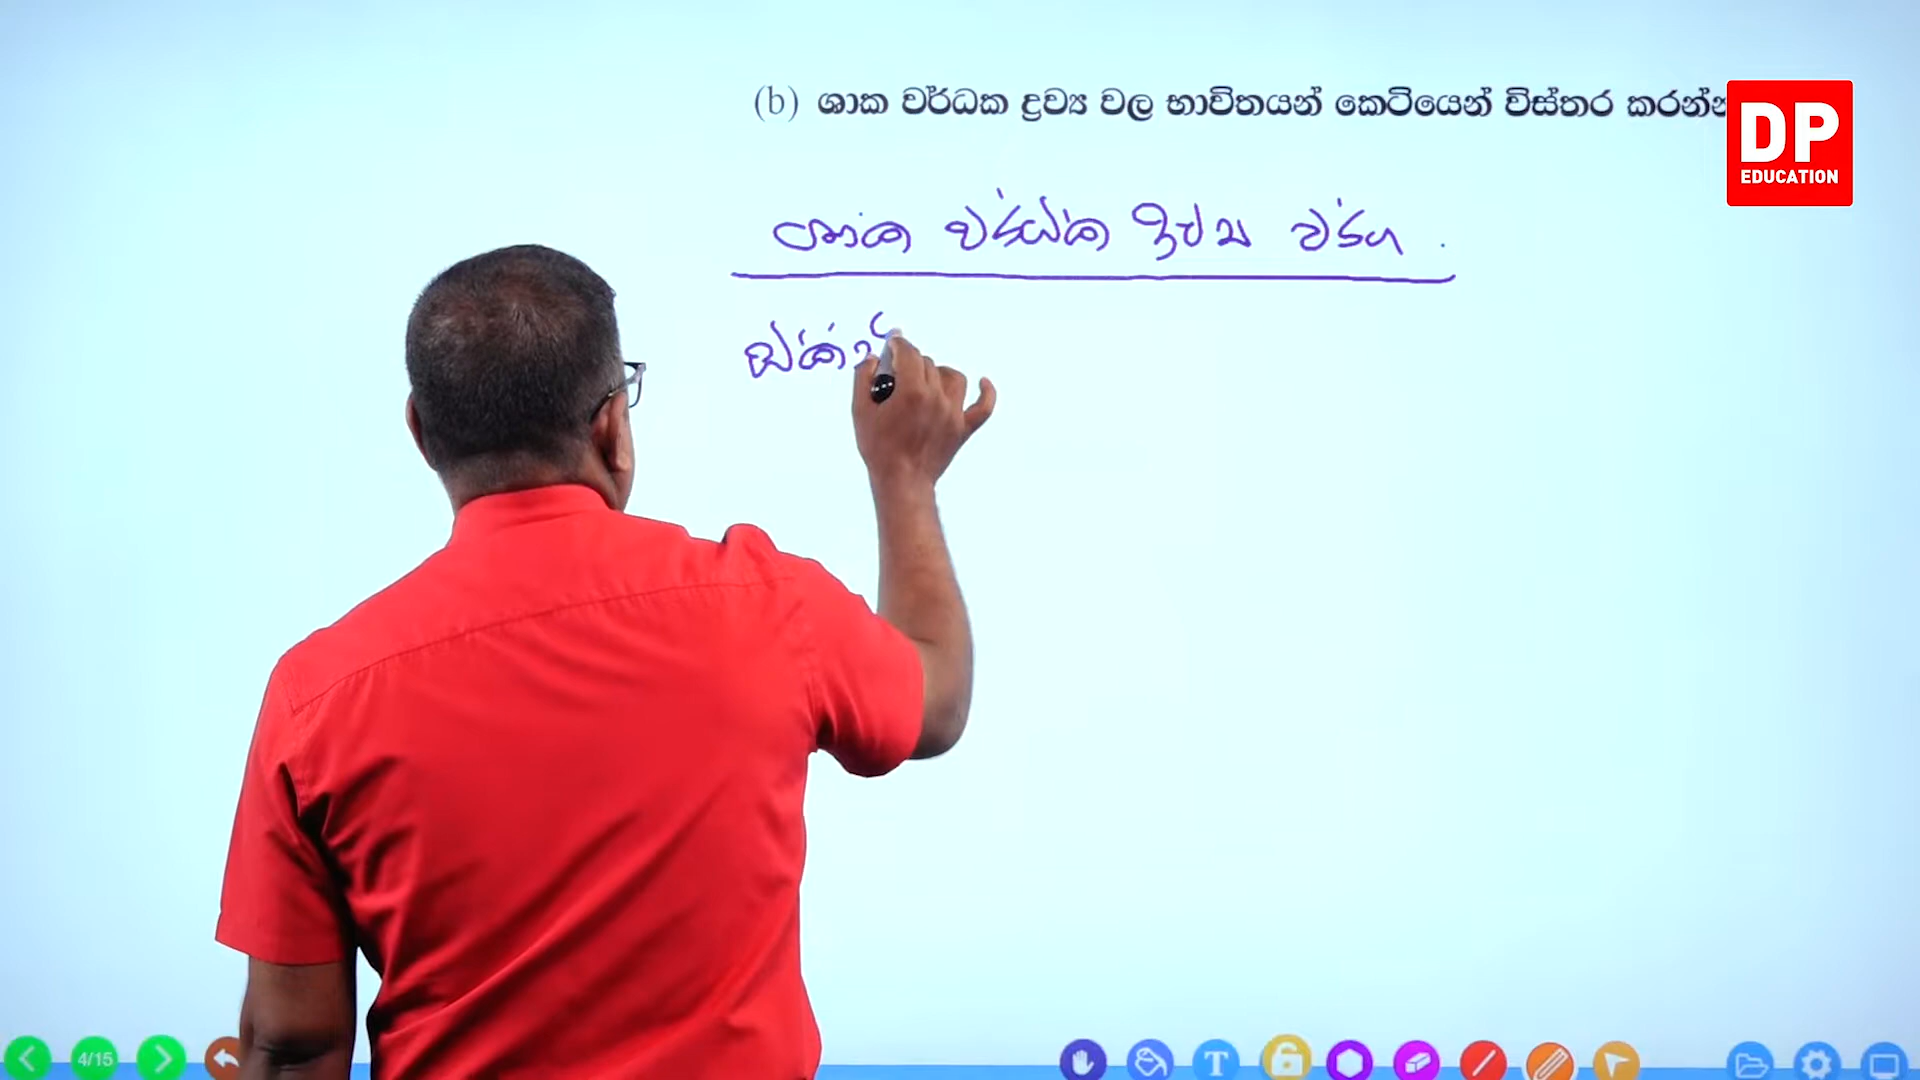 (b) ශාක වර්ධක ද්‍රව්‍ය වල භාවිතයන් කෙටියෙන් විස්තර කරන්න
DP
EDUCATION
ශාක වර්ධක ද්‍රව්‍ය වර්ග .
4/15
T